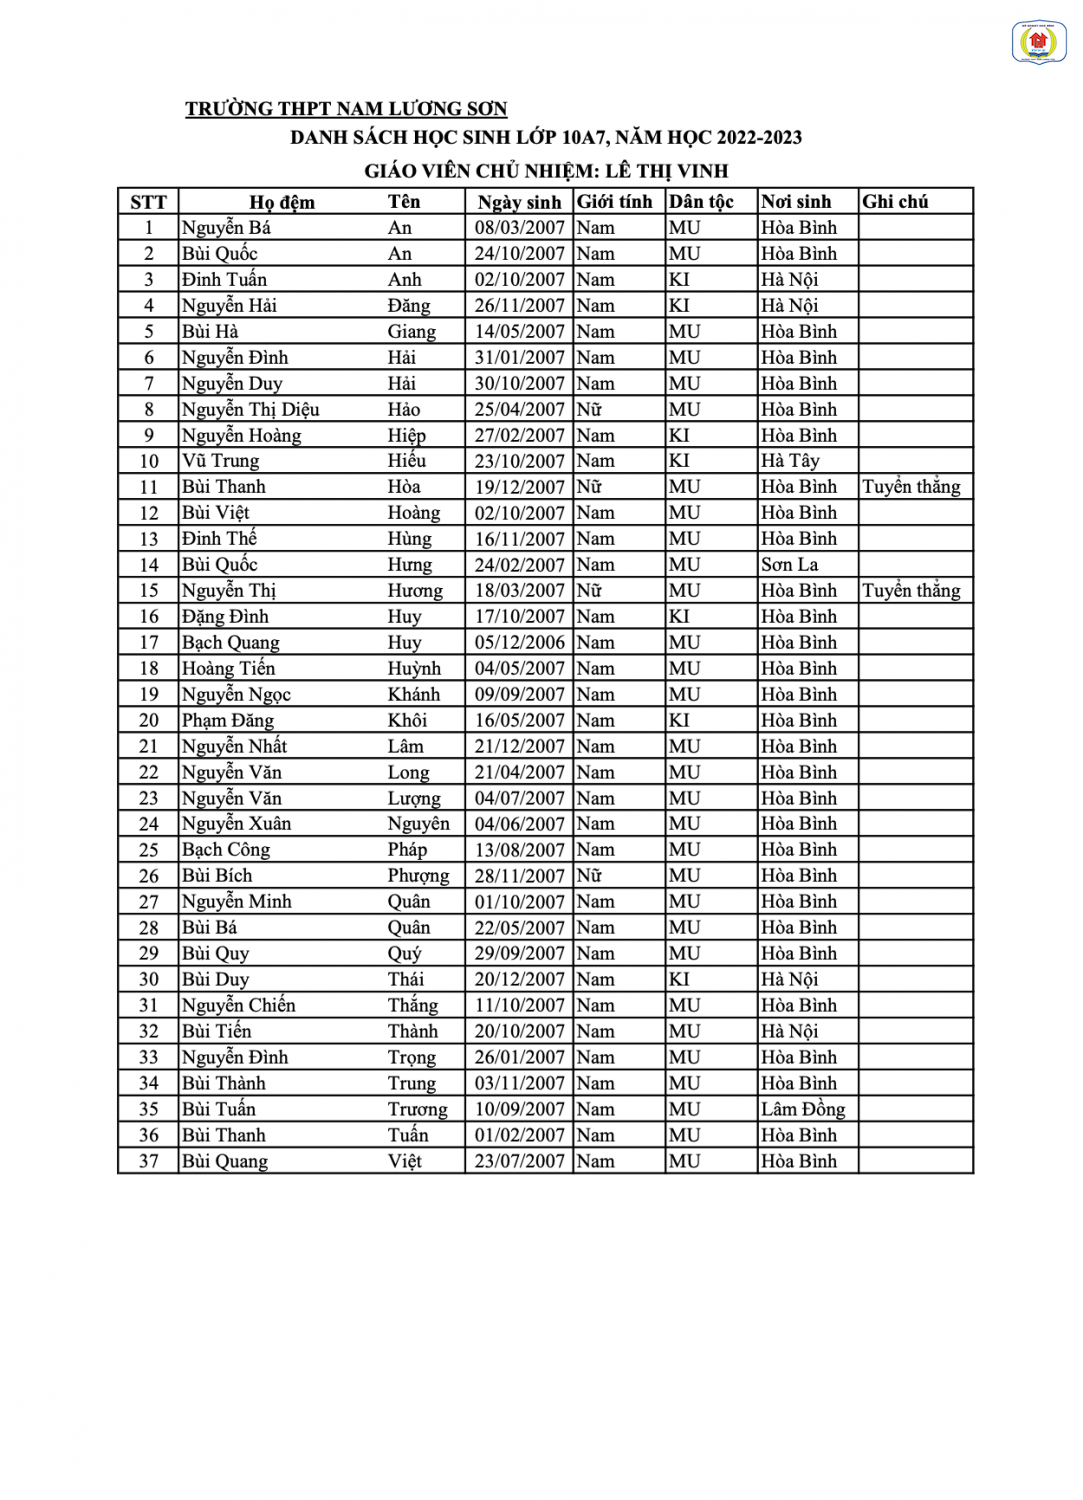 TRƯỜNG THPT NAM LƯƠNG SƠN
DANH SÁCH HỌC SINH LỚP 10A7, NĂM HỌC 2022-2023
GIÁO VIÊN CHỦ NHIỆM: LÊ THỊ VINH
STT Họ đệm Tên Ngày sinh Giới tính Dân tộc Nơi sinh Ghi chú
1 Nguyễn Bá An 08/03/2007 Nam MU Hòa Bình
2 Bùi Quốc An 24/10/2007 Nam MU Hòa Bình
3 Đinh Tuấn Anh 02/10/2007 Nam KI Hà Nội
4 Nguyễn Hải Đăng 26/11/2007 Nam KI Hà Nội
5 Bùi Hà Giang 14/05/2007 Nam MU Hòa Bình
6 Nguyễn Đình Hải 31/01/2007 Nam MU Hòa Bình
7 Nguyễn Duy Hải 30/10/2007 Nam MU Hòa Bình
8 Nguyễn Thị Diệu Hảo 25/04/2007 Nữ MU Hòa Bình
9 Nguyễn Hoàng Hiệp 27/02/2007 Nam KI Hòa Bình
10 Vũ Trung Hiếu 23/10/2007 Nam KI Hà Tây
11 Bùi Thanh Hòa 19/12/2007 Nữ MU Hòa Bình Tuyển thẳng
12 Bùi Việt Hoàng 02/10/2007 Nam MU Hòa Bình
13 Đinh Thế Hùng 16/11/2007 Nam MU Hòa Bình
14 Bùi Quốc Hưng 24/02/2007 Nam MU Sơn La
15 Nguyễn Thị Hương 18/03/2007 Nữ MU Hòa Bình Tuyển thẳng
16 Đặng Đình Huy 17/10/2007 Nam KI Hòa Bình
17 Bạch Quang Huy 05/12/2006 Nam MU Hòa Bình
18 Hoàng Tiến Huỳnh 04/05/2007 Nam MU Hòa Bình
19 Nguyễn Ngọc Khánh 09/09/2007 Nam MU Hòa Bình
20 Phạm Đăng Khôi 16/05/2007 Nam KI Hòa Bình
21 Nguyễn Nhất Lâm 21/12/2007 Nam MU Hòa Bình
22 Nguyễn Văn Long 21/04/2007 Nam MU Hòa Bình
23 Nguyễn Văn Lượng 04/07/2007 Nam MU Hòa Bình
24 Nguyễn Xuân Nguyên 04/06/2007 Nam MU Hòa Bình
25 Bạch Công Pháp 13/08/2007 Nam MU Hòa Bình
26 Bùi Bích Phượng 28/11/2007 Nữ MU Hòa Bình
27 Nguyễn Minh Quân 01/10/2007 Nam MU Hòa Bình
28 Bùi Bá Quân 22/05/2007 Nam MU Hòa Bình
29 Bùi Quy Quý 29/09/2007 Nam MU Hòa Bình
30 Bùi Duy Thái 20/12/2007 Nam KI Hà Nội
31 Nguyễn Chiến Thắng 11/10/2007 Nam MU Hòa Bình
32 Bùi Tiến Thành 20/10/2007 Nam MU Hà Nội
33 Nguyễn Đình Trọng 26/01/2007 Nam MU Hòa Bình
34 Bùi Thành Trung 03/11/2007 Nam MU Hòa Bình
35 Bùi Tuấn Trương 10/09/2007 Nam MU Lâm Đồng
36 Bùi Thanh Tuấn 01/02/2007 Nam MU Hòa Bình
37 Bùi Quang Việt 23/07/2007 Nam MU Hòa Bình